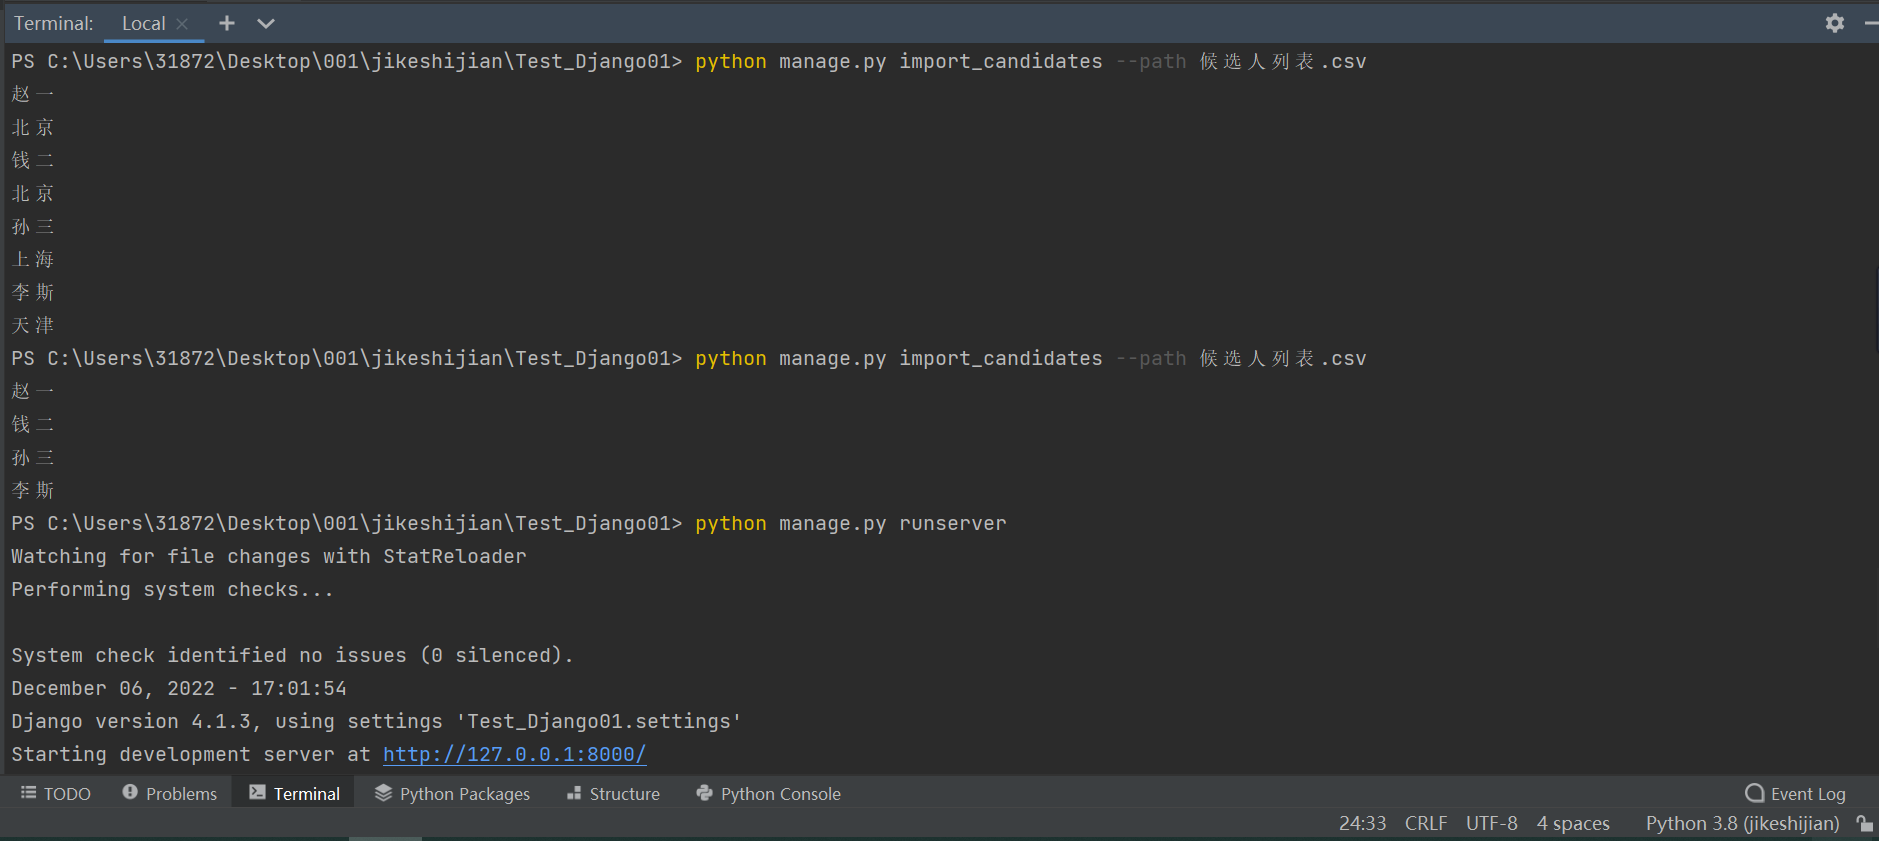 Terminal: Local
PS C:\Users\31872\Desktop\001\jikeshijian\Test_Django01> python manage.py import_candidates --path 候选人列表.csv
赵一
北京
钱二
北京
孙三
上海
李斯
天津
PS C:\Users\31872\Desktop\001\jikeshijian\Test_Django01> python manage.py import_candidates --path 候选人列表.csv
赵一
钱二
孙三
李斯
PS C:\Users\31872\Desktop\001\jikeshijian\Test_Django01> python manage.py runserver
Watching for file changes with StatReloader
Performing system checks...
System check identified no issues (0 silenced).
December 06, 2022 - 17:01:54
Django version 4.1.3, using settings 'Test_Django01.settings'
Starting development server at http://127.0.0.1:8000/
TODO Problems Terminal Python Packages Structure Python Console Event Log
24:33 CRLF UTF-8 4 spaces Python 3.8 (jikeshijian)